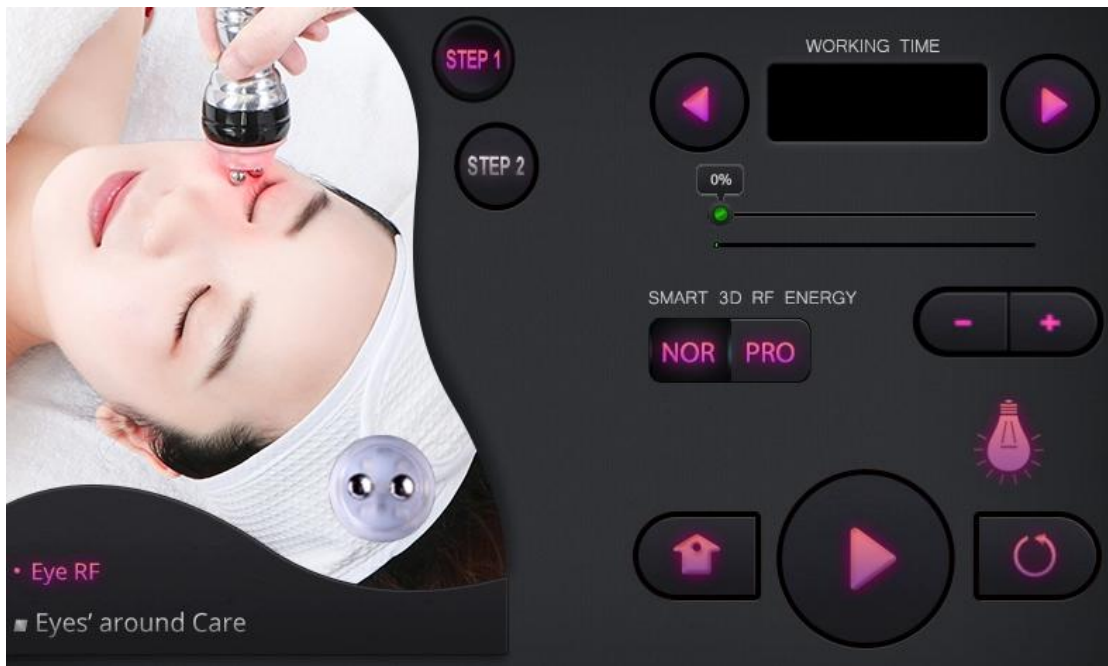 STEP 1
STEP 2
WORKING TIME
0%
SMART 3D RF ENERGY
NOR PRO
- +
• Eye RF
■ Eyes' around Care